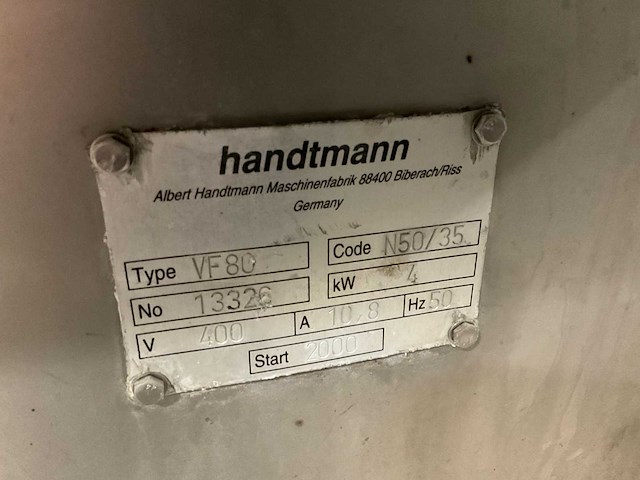 handtmann
Albert Handtmann Maschinenfabrik 88400 Biberach/Riss
Germany
Type VF80 Code N50/35
No 13326 kW 4
V 400 A 10,8 Hz 50
Start 2000